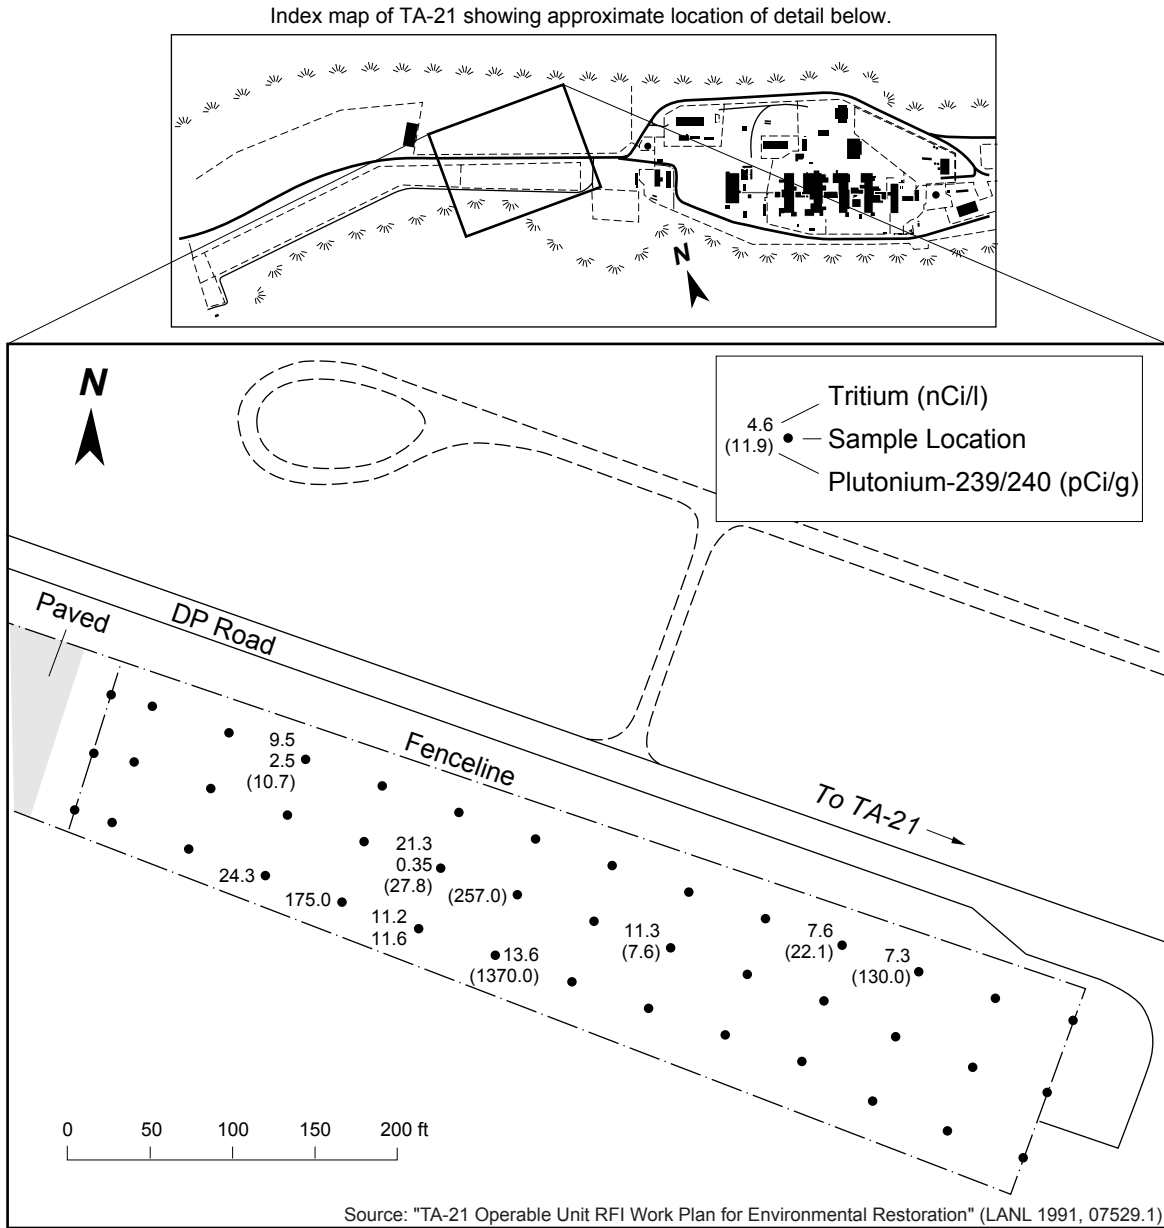 Index map of TA-21 showing approximate location of detail below.
N
N
Tritium (nCi/l)
4.6
(11.9)
Sample Location
Plutonium-239/240 (pCi/g)
Paved
DP Road
Fenceline
To TA-21
9.5
2.5
(10.7)
21.3
0.35
(27.8)
(257.0)
24.3
175.0
11.2
11.6
13.6
(1370.0)
11.3
(7.6)
7.6
(22.1)
7.3
(130.0)
0 50 100 150 200 ft
Source: "TA-21 Operable Unit RFI Work Plan for Environmental Restoration" (LANL 1991, 07529.1)